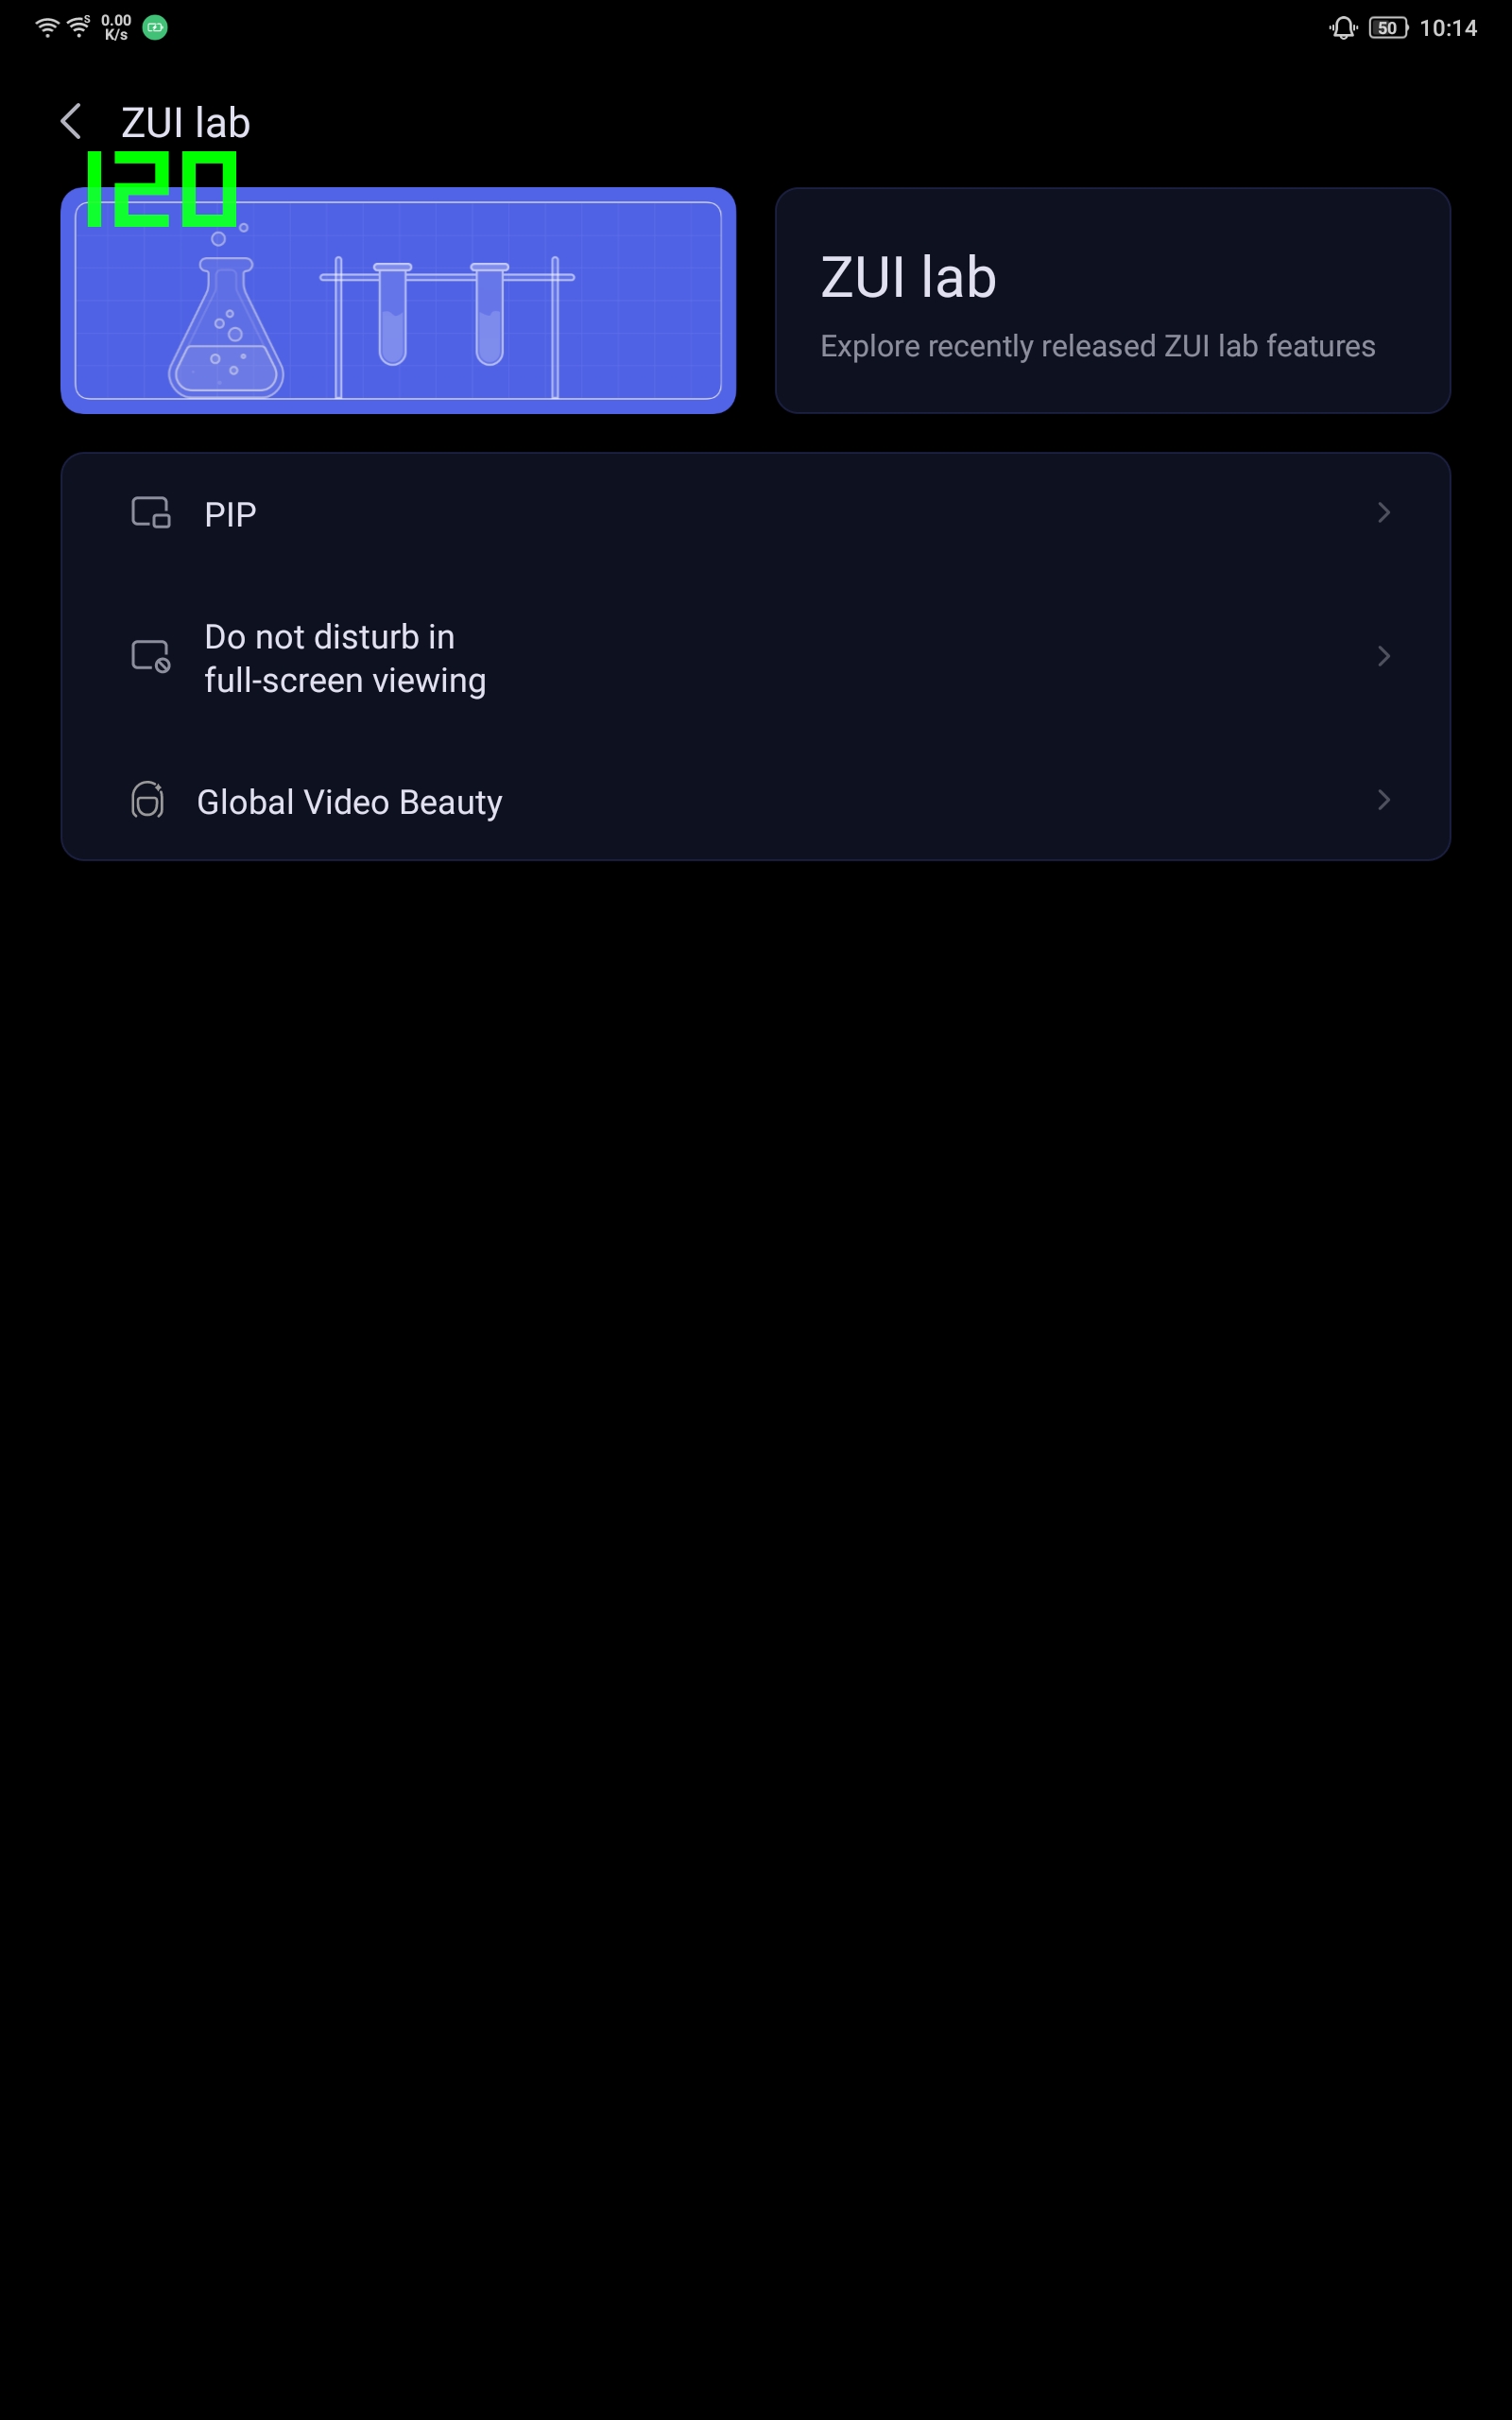 0.00
K/s
50
10:14
ZUI lab
120
ZUI lab
Explore recently released ZUI lab features
PIP
Do not disturb in
full-screen viewing
Global Video Beauty